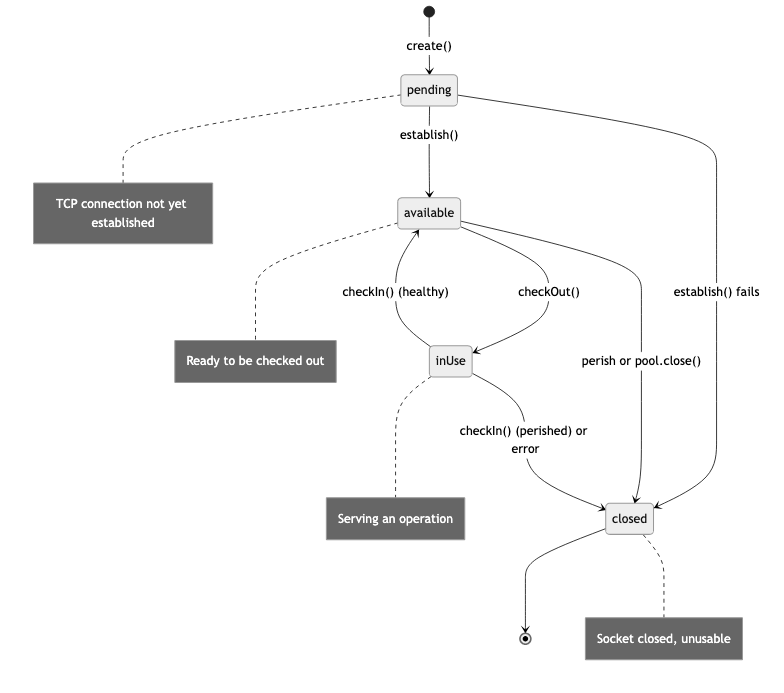 create()
pending
establish()
TCP connection not yet
established
available
checkIn() (healthy)
checkOut()
establish() fails
Ready to be checked out
inUse
perish or pool.close()
checkIn() (perished) or
error
Serving an operation
closed
Socket closed, unusable